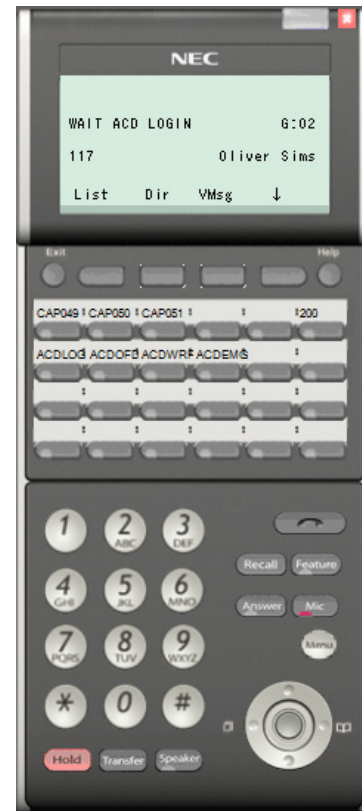 NEC
WAIT ACD LOGIN G:02
117 Oliver Sims
List Dir VMsg ↓
Exit Help
CAP049 CAP050 CAP051 200
ACDLOG ACDOFD ACDWRF ACDEMG
1 2 ABC 3 DEF
Recall Feature
4 GHI 5 JKL 6 MNO
Answer Mic
7 PQRS 8 TUV 9 WXYZ
Menu
* 0 #
Hold Transfer Speaker